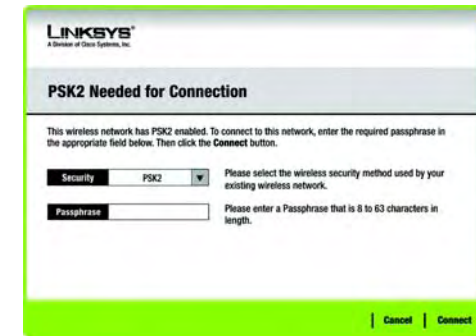 LINKSYS®
A Division of Cisco Systems, Inc.
PSK2 Needed for Connection
This wireless network has PSK2 enabled. To connect to this network, enter the required passphrase in
the appropriate field below. Then click the Connect button.
Security PSK2 Please select the wireless security method used by your
existing wireless network.
Passphrase Please enter a Passphrase that is 8 to 63 characters in
length.
Cancel Connect